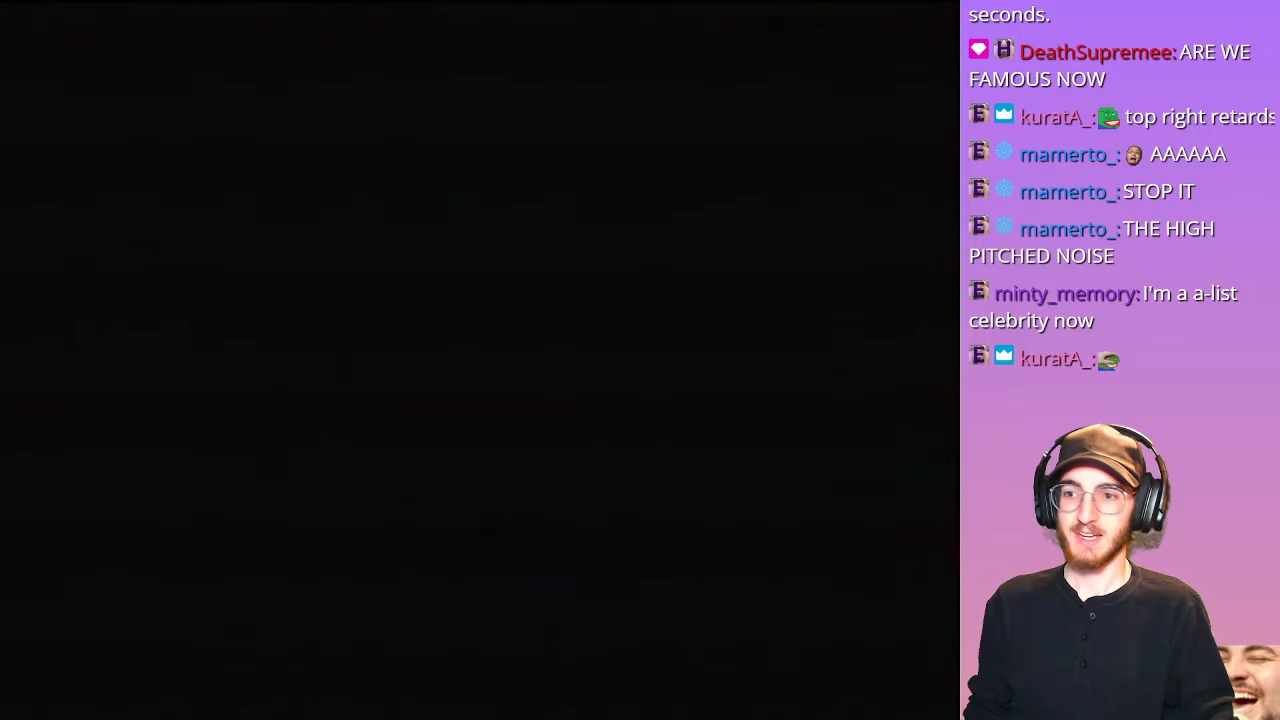 seconds.
DeathSupremee: ARE WE
FAMOUS NOW
kuratA_: top right retards
mamerto_: AAAAAA
mamerto_: STOP IT
mamerto_: THE HIGH
PITCHED NOISE
minty_memory: I'm a a-list
celebrity now
kuratA_: